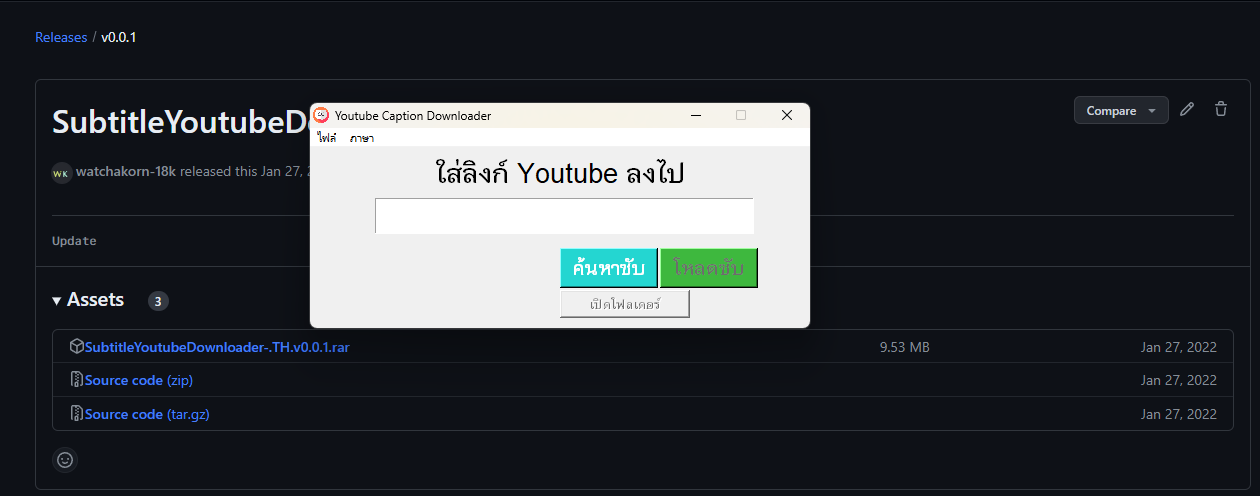 Releases / v0.0.1
Compare
SubtitleYoutubeDo
WK watchakorn-18k released this Jan 27, 2
Update
Youtube Caption Downloader
ไฟล์ ภาษา
ใส่ลิงก์ Youtube ลงไป
ค้นหาซับ โหลดซับ
เปิดโฟลเดอร์
Assets 3
SubtitleYoutubeDownloader-.TH.v0.0.1.rar 9.53 MB Jan 27, 2022
Source code (zip) Jan 27, 2022
Source code (tar.gz) Jan 27, 2022